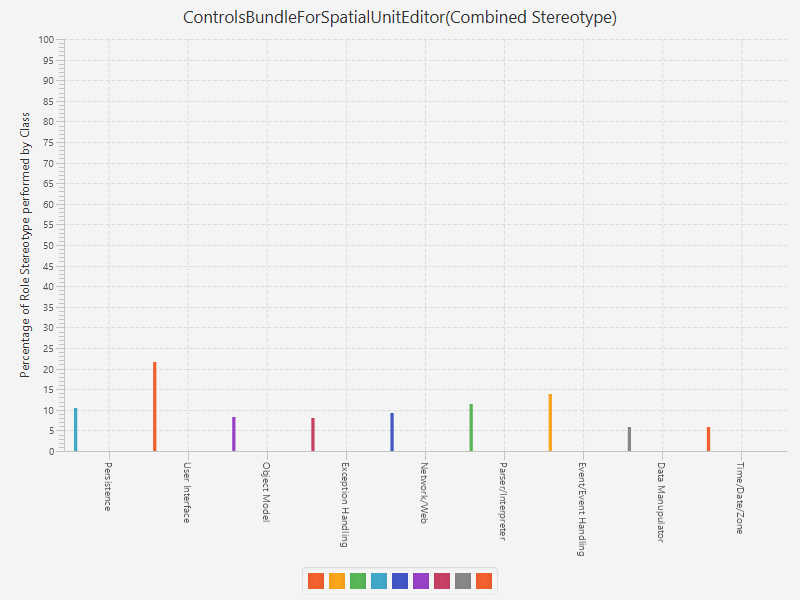 ControlsBundleForSpatialUnitEditor(Combined Stereotype)
Percentage of Role Stereotype performed by Class
100
95
90
85
80
75
70
65
60
55
50
45
40
35
30
25
20
15
10
5
0
Persistence
User Interface
Object Model
Exception Handling
Network/Web
Parser/Interpreter
Event/Event Handling
Data Manupulator
Time/Date/Zone